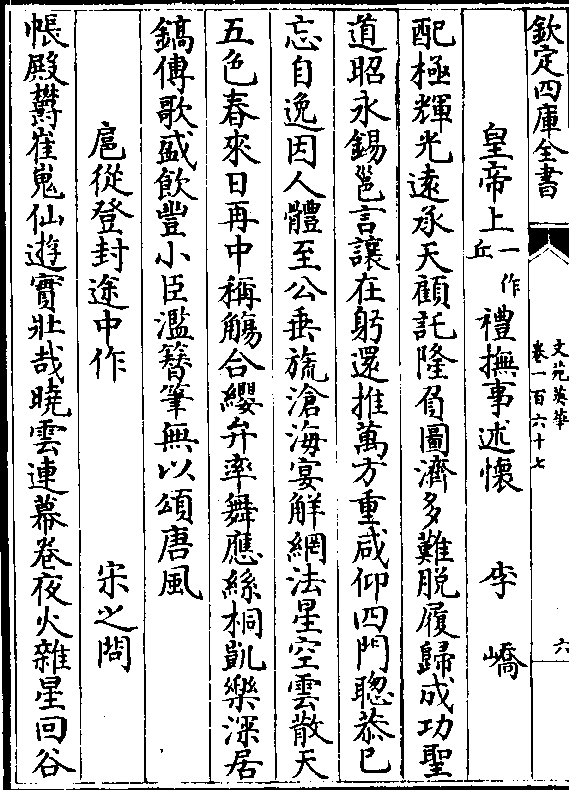 欽定四庫全書
文苑英華
卷一百六十七
六
皇帝上一作丘禮撫事述懷 李嶠
配極輝光遠承天顧託隆負圖濟多難脱履歸成功聖
道昭永錫邕言讓在躬還推萬方重咸仰四門聰恭己
忘自逸因人體至公垂旒滄海宴解網法星空雲散天
五色春來日再中稱觴合纓弁率舞應絲桐凱樂深居
鎬傳歌盛飲豐小臣濫簪筆無以頌唐風
扈從登封途中作 宋之問
帳殿欝崔嵬仙遊實壯哉曉雲連幕卷夜火雜星回谷